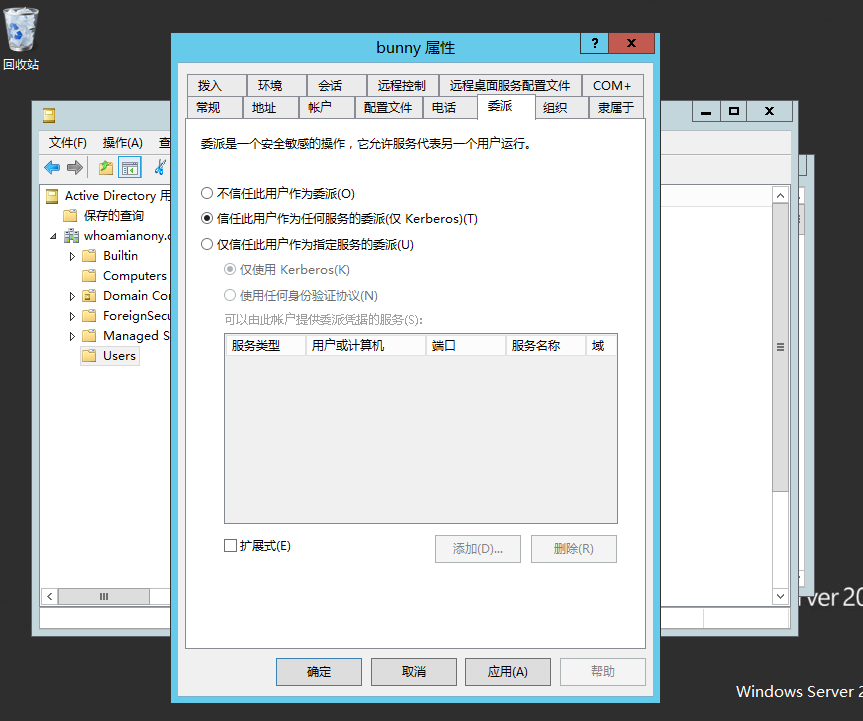 回收站
bunny 属性
?
拨入 环境 会话 远程控制 远程桌面服务配置文件 COM+
常规 地址 帐户 配置文件 电话 委派 组织 隶属于
委派是一个安全敏感的操作，它允许服务代表另一个用户运行。
不信任此用户作为委派(O)
信任此用户作为任何服务的委派(仅 Kerberos)(T)
仅信任此用户作为指定服务的委派(U)
仅使用 Kerberos(K)
使用任何身份验证协议(N)
可以由此帐户提供委派凭据的服务(S):
服务类型 用户或计算机 端口 服务名称 域
扩展式(E)
添加(D)... 删除(R)
确定 取消 应用(A) 帮助
文件(F) 操作(A) 查
Active Directory 用
保存的查询
whoamianony.c
Builtin
Computers
Domain Con
ForeignSecu
Managed S
Users
rver 20
Windows Server 2